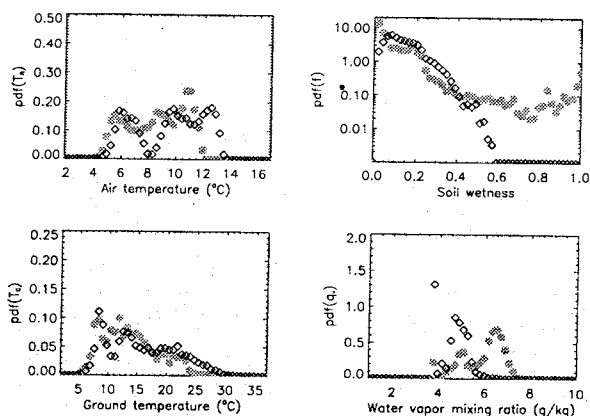 0.50
0.40
0.30
0.20
0.10
0.00
pdf(Tₐ)
2 4 6 8 10 12 14 16
Air temperature (°C)
10.00
1.00
0.10
0.01
pdf(f)
0.0 0.2 0.4 0.6 0.8 1.0
Soil wetness
0.25
0.20
0.15
0.10
0.05
0.00
5 10 15 20 25 30 35
Ground temperature (°C)
2.0
1.5
1.0
0.5
0.0
2 4 6 8 10
Water vapor mixing ratio (g/kg)